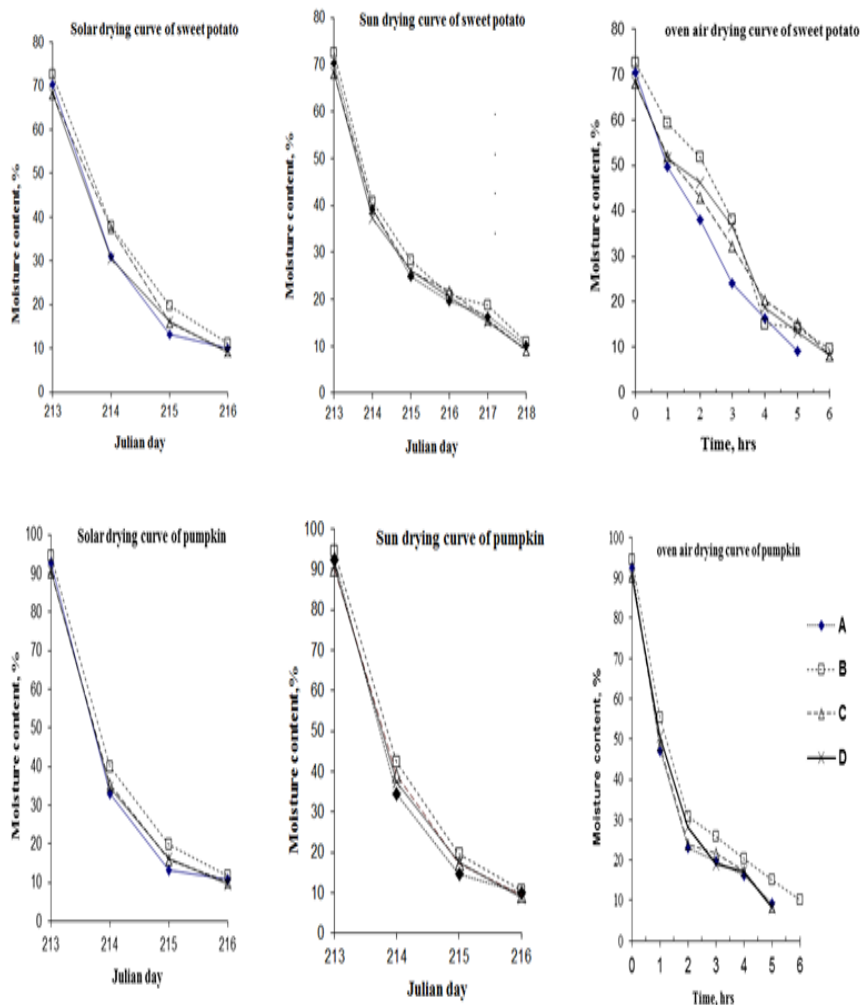 Solar drying curve of sweet potato
Moisture content, %
80
70
60
50
40
30
20
10
0
213 214 215 216
Julian day
Sun drying curve of sweet potato
Moisture content, %
80
70
60
50
40
30
20
10
0
213 214 215 216 217 218
Julian day
oven air drying curve of sweet potato
Moisture content, %
80
70
60
50
40
30
20
10
0
0 1 2 3 4 5 6
Time, hrs
Solar drying curve of pumpkin
Moisture content, %
100
90
80
70
60
50
40
30
20
10
0
213 214 215 216
Julian day
Sun drying curve of pumpkin
Moisture content,%
100
90
80
70
60
50
40
30
20
10
0
213 214 215 216
Julian day
oven air drying curve of pumpkin
Moisture content, %
100
90
80
70
60
50
40
30
20
10
0
0 1 2 3 4 5 6
Time, hrs
A
B
C
D